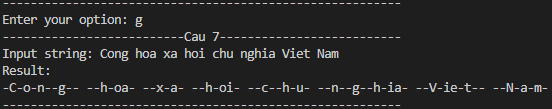 ------------------------------------------------------------
Enter your option: g
---------------------------Cau 7---------------------------
Input string: Cong hoa xa hoi chu nghia Viet Nam
Result:
-C-o-n--g-- --h-oa- --x-a- --h-oi- --c--h-u- --n--g--h-ia- --V-ie-t-- --N-a-m-
------------------------------------------------------------